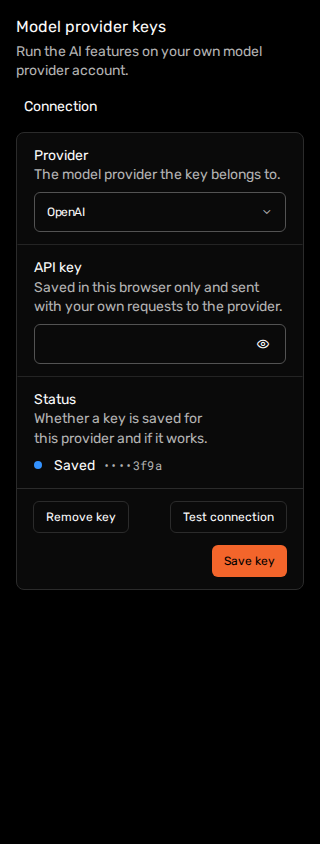 Model provider keys
Run the AI features on your own model
provider account.
Connection
Provider
The model provider the key belongs to.
OpenAI
API key
Saved in this browser only and sent
with your own requests to the provider.
Status
Whether a key is saved for
this provider and if it works.
Saved ••••3f9a
Remove key
Test connection
Save key